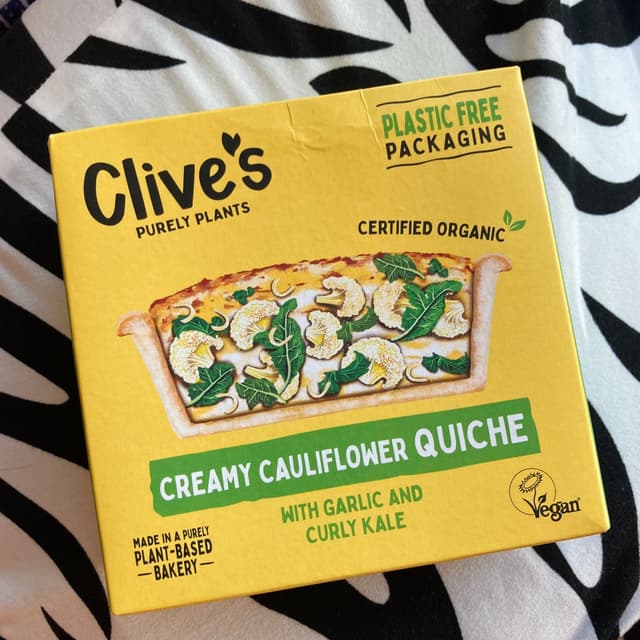 PLASTIC FREE
PACKAGING
Clive's
PURELY PLANTS
CERTIFIED ORGANIC
CREAMY CAULIFLOWER QUICHE
WITH GARLIC AND
CURLY KALE
MADE IN A PURELY
PLANT-BASED
BAKERY
Vegan